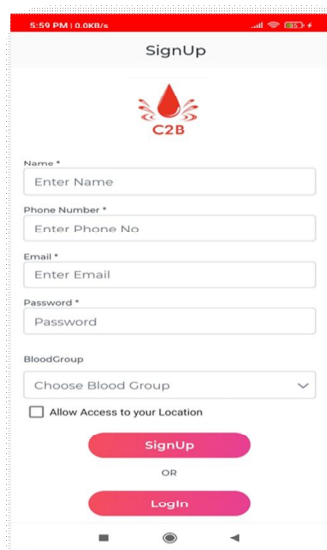 5:59 PM | 0.0KB/s
SignUp
C2B
Name *
Enter Name
Phone Number *
Enter Phone No
Email *
Enter Email
Password *
Password
BloodGroup
Choose Blood Group
Allow Access to your Location
SignUp
OR
LogIn